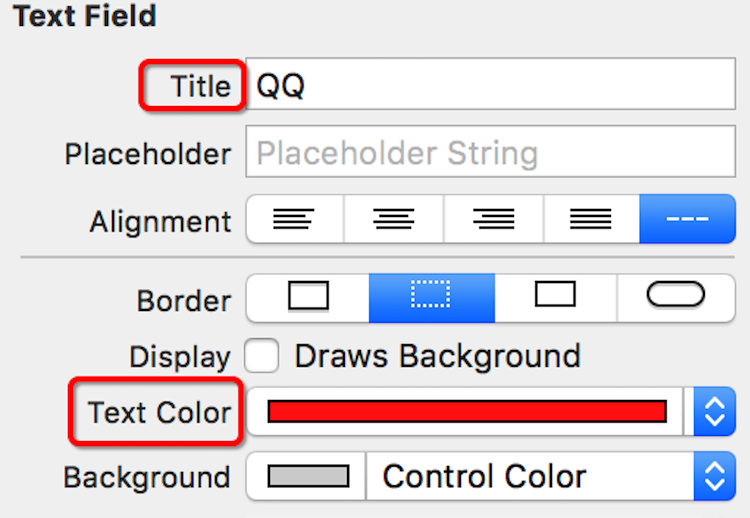 Text Field
Title QQ
Placeholder Placeholder String
Alignment
Border
Display Draws Background
Text Color
Background Control Color